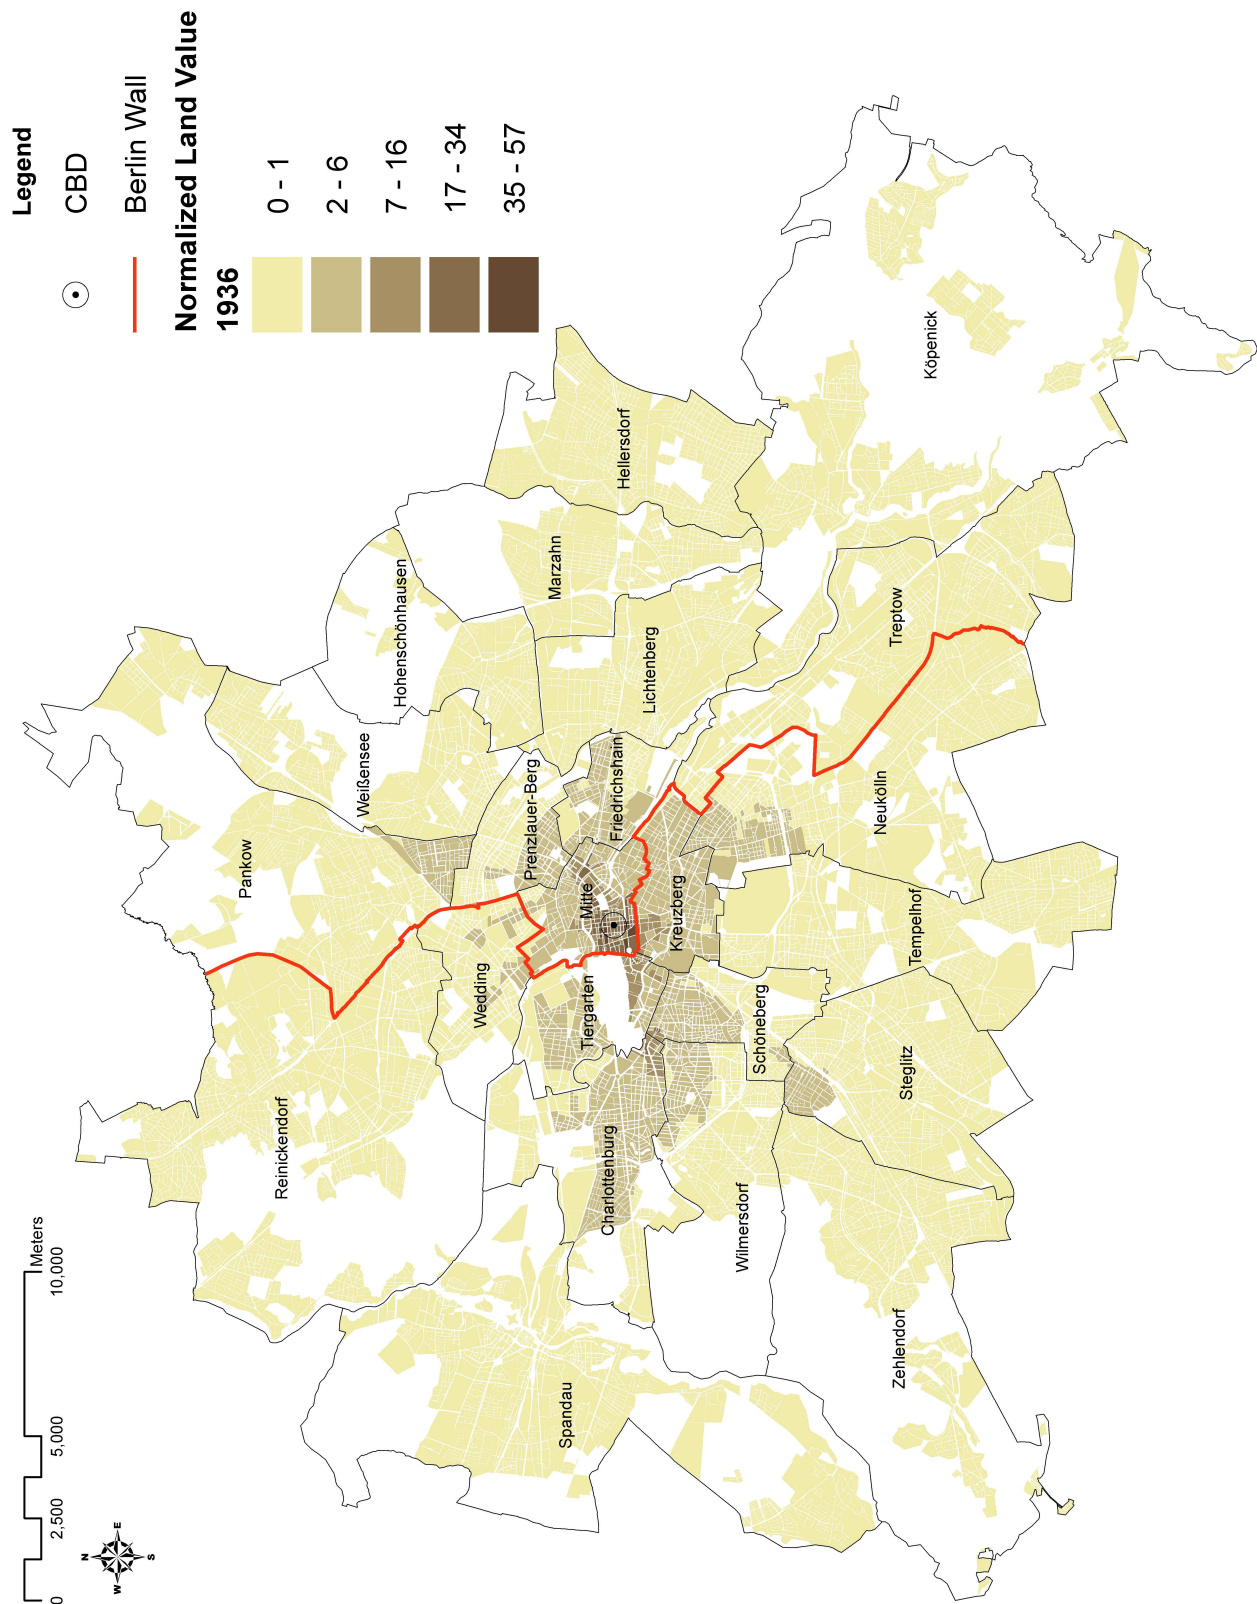 Legend
CBD
Berlin Wall
Normalized Land Value
1936
0 - 1
2 - 6
7 - 16
17 - 34
35 - 57
0 2,500 5,000 10,000
Meters
N
W E
S
Reinickendorf
Pankow
Weißensee
Hohenschönhausen
Wedding
Prenzlauer-Berg
Marzahn
Hellersdorf
Spandau
Charlottenburg
Tiergarten
Mitte
Friedrichshain
Lichtenberg
Kreuzberg
Wilmersdorf
Schöneberg
Zehlendorf
Steglitz
Tempelhof
Neukölln
Treptow
Köpenick